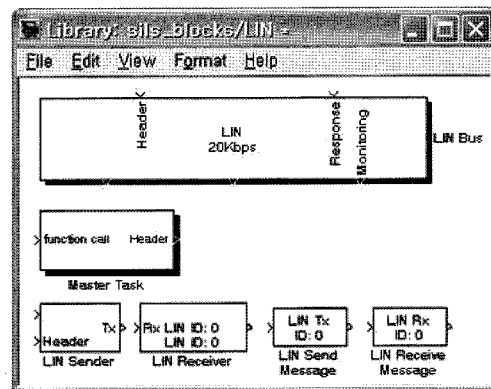 Library: sils_blocks/LIN *
File Edit View Format Help
Header
LIN
20Kbps
Response
Monitoring
LIN Bus
function call Header
Master Task
Tx
Header
LIN Sender
Rx LIN ID: 0
LIN ID: 0
LIN Receiver
LIN Tx
ID: 0
LIN Send
Message
LIN Rx
ID: 0
LIN Receive
Message